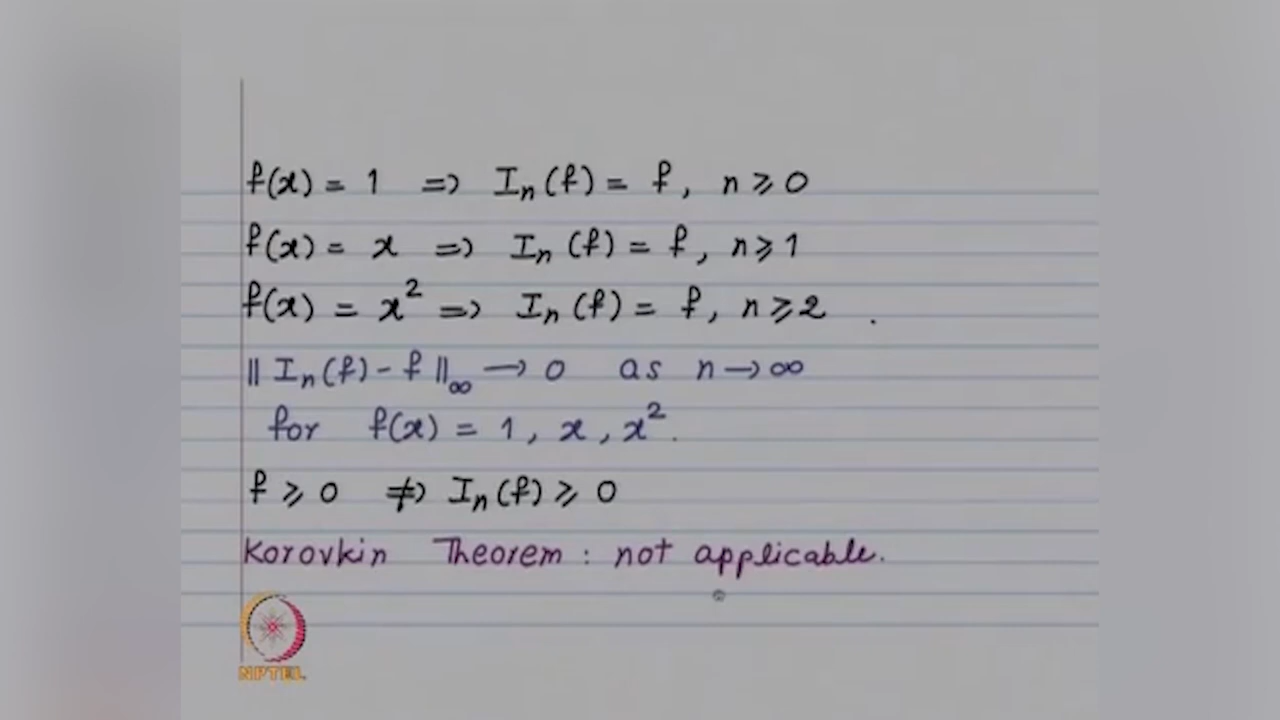 f(x) = 1 => Iₙ(f) = f, n ⩾ 0
f(x) = x => Iₙ(f) = f, n ⩾ 1
f(x) = x² => Iₙ(f) = f, n ⩾ 2 .
‖ Iₙ(f) - f ‖∞ → 0 as n → ∞
for f(x) = 1, x, x².
f ⩾ 0 ⇏ Iₙ(f) ⩾ 0
Korovkin Theorem : not applicable.
NPTEL